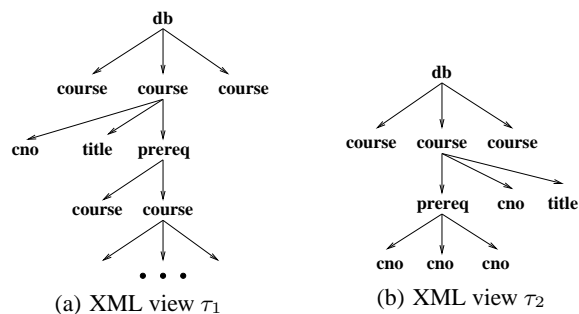 db
course course course
cno title prereq
course course
• • •
(a) XML view τ1
db
course course course
prereq cno title
cno cno cno
(b) XML view τ2